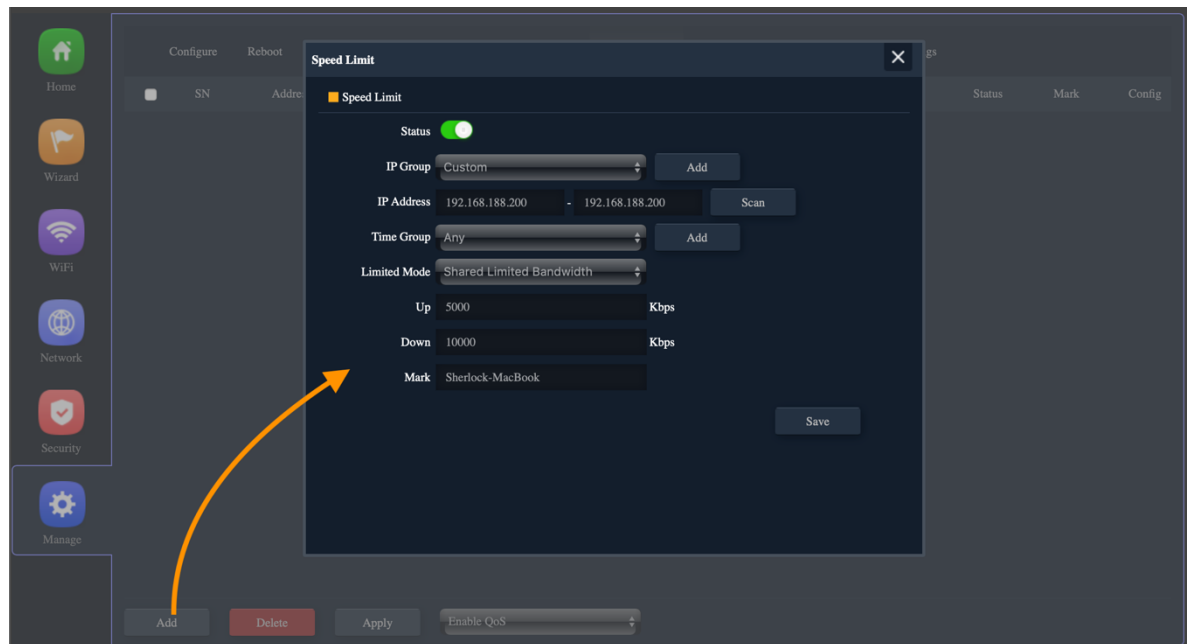 Home
Wizard
WiFi
Network
Security
Manage
Configure Reboot gs
SN Addre Status Mark Config
Speed Limit
Speed Limit
Status
IP Group Custom Add
IP Address 192.168.188.200 - 192.168.188.200 Scan
Time Group Any Add
Limited Mode Shared Limited Bandwidth
Up 5000 Kbps
Down 10000 Kbps
Mark Sherlock-MacBook
Save
Add Delete Apply Enable QoS